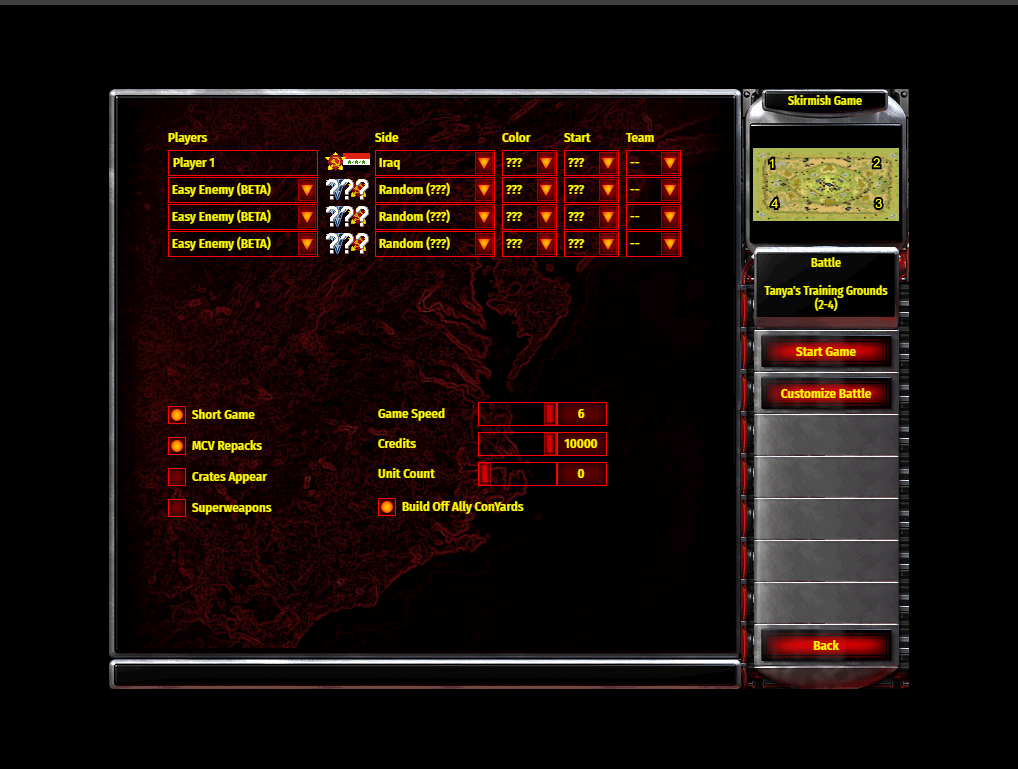 Skirmish Game
Players Side Color Start Team
Player 1 Iraq ??? ??? --
Easy Enemy (BETA) ??? Random (???) ??? ??? --
Easy Enemy (BETA) ??? Random (???) ??? ??? --
Easy Enemy (BETA) ??? Random (???) ??? ??? --
1 2
4 3
Battle
Tanya's Training Grounds
(2-4)
Start Game
Customize Battle
Short Game Game Speed 6
MCV Repacks Credits 10000
Crates Appear Unit Count 0
Superweapons Build Off Ally ConYards
Back